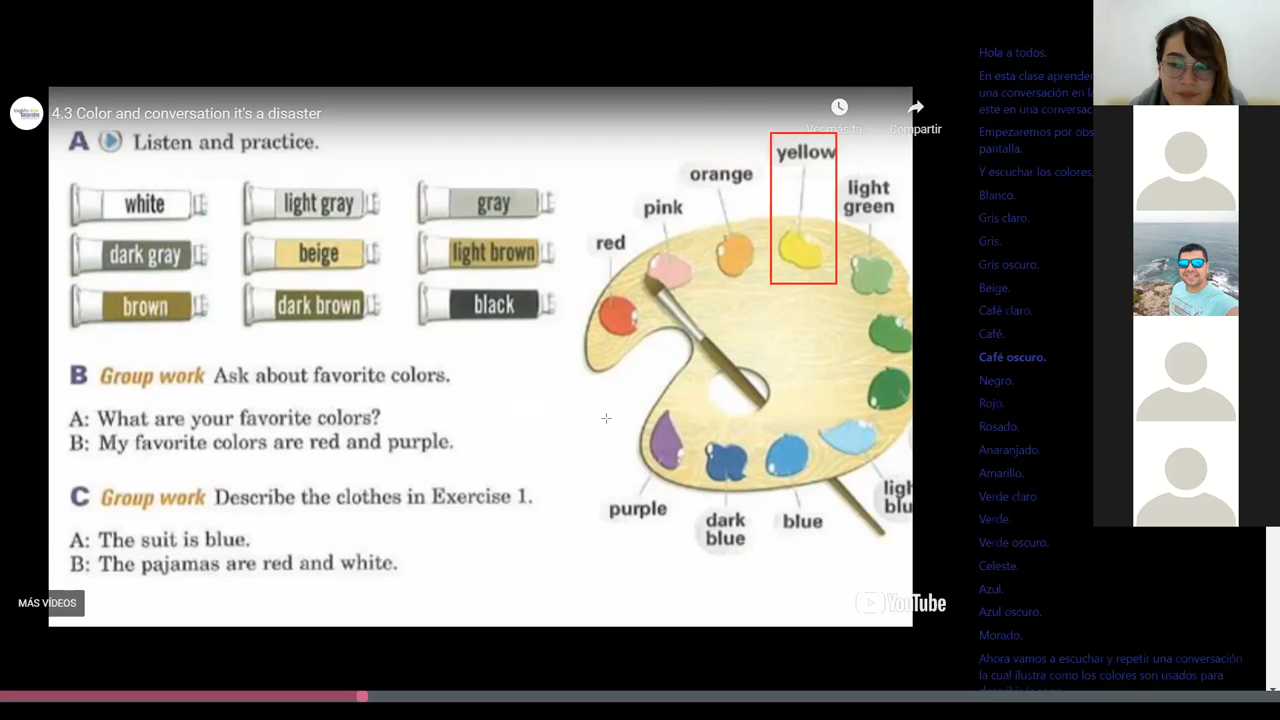 4.3 Color and conversation it's a disaster
Ver más ta
Compartir
A Listen and practice.
white
light gray
gray
dark gray
beige
light brown
brown
dark brown
black
red
pink
orange
yellow
light
green
purple
dark
blue
blue
ligh
blu
B Group work Ask about favorite colors.
A: What are your favorite colors?
B: My favorite colors are red and purple.
C Group work Describe the clothes in Exercise 1.
A: The suit is blue.
B: The pajamas are red and white.
MÁS VÍDEOS
YouTube
Hola a todos.
En esta clase aprender
una conversación en la
este en una conversac
Empezaremos por obs
pantalla.
Y escuchar los colores.
Blanco.
Gris claro.
Gris.
Gris oscuro.
Beige.
Café claro.
Café.
Café oscuro.
Negro.
Rojo.
Rosado.
Anaranjado.
Amarillo.
Verde claro
Verde.
Verde oscuro.
Celeste.
Azul.
Azul oscuro.
Morado.
Ahora vamos a escuchar y repetir una conversación
la cual ilustra como los colores son usados para